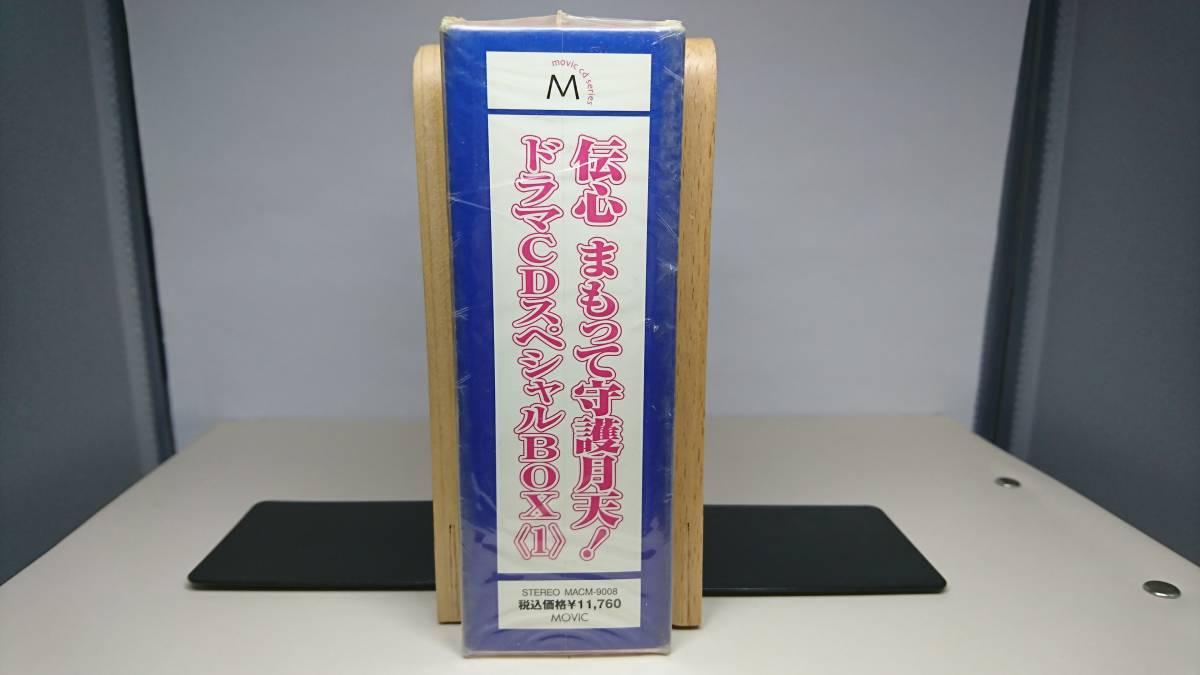 movic cd series
M
伝心 まもって守護月天!
ドラマCDスペシャルBOX《1》
STEREO MACM-9008
税込価格¥11,760
MOVIC